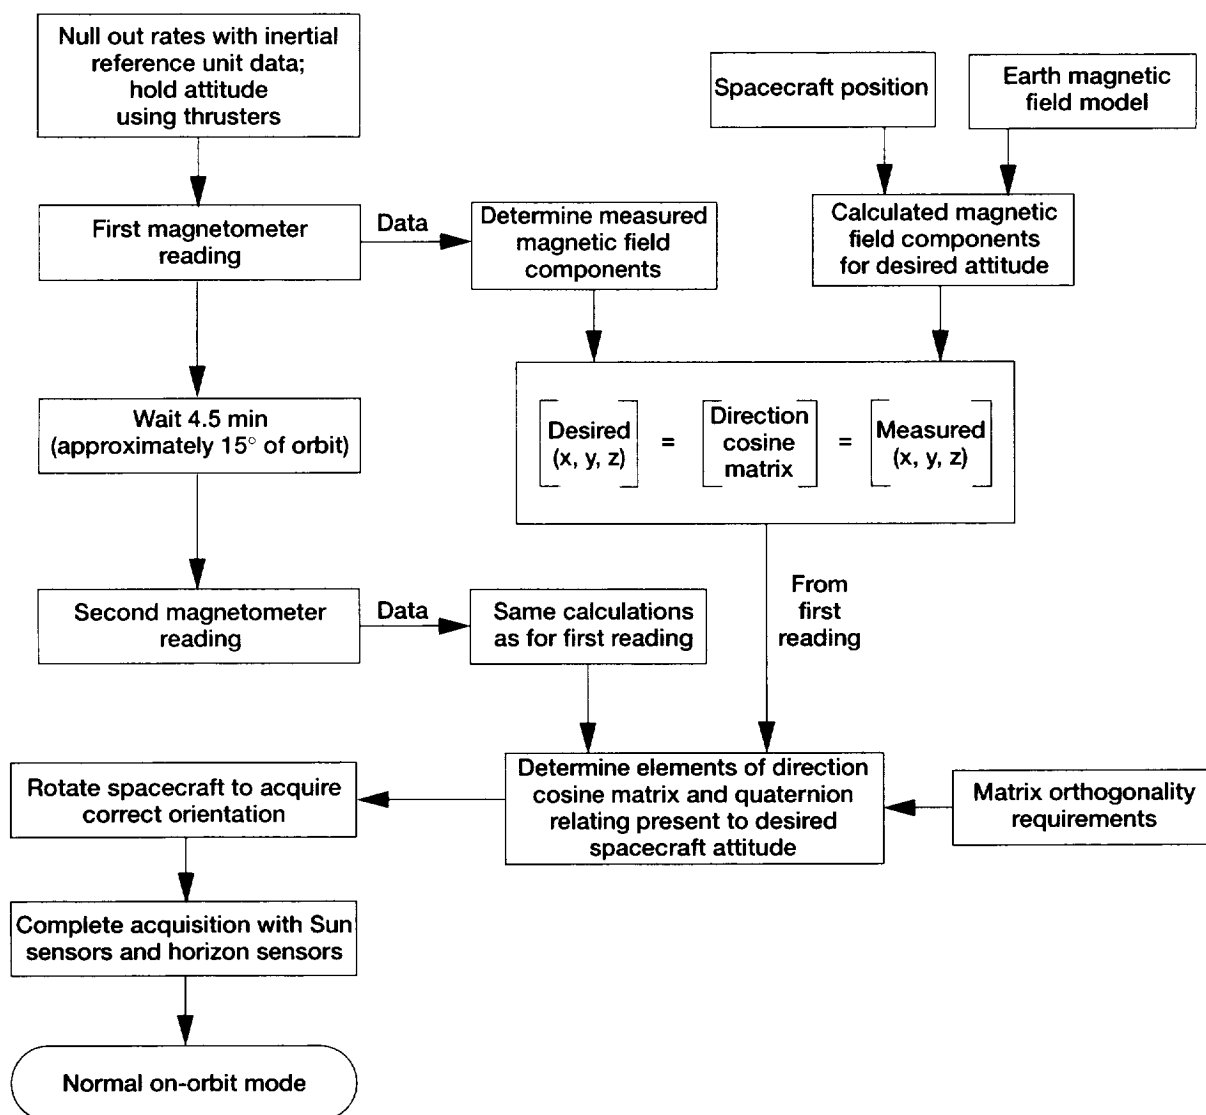 Null out rates with inertial
reference unit data;
hold attitude
using thrusters
Spacecraft position
Earth magnetic
field model
First magnetometer
reading
Data
Determine measured
magnetic field
components
Calculated magnetic
field components
for desired attitude
Wait 4.5 min
(approximately 15° of orbit)
Desired
(x, y, z)
=
Direction
cosine
matrix
=
Measured
(x, y, z)
Second magnetometer
reading
Data
Same calculations
as for first reading
From
first
reading
Rotate spacecraft to acquire
correct orientation
Determine elements of direction
cosine matrix and quaternion
relating present to desired
spacecraft attitude
Matrix orthogonality
requirements
Complete acquisition with Sun
sensors and horizon sensors
Normal on-orbit mode